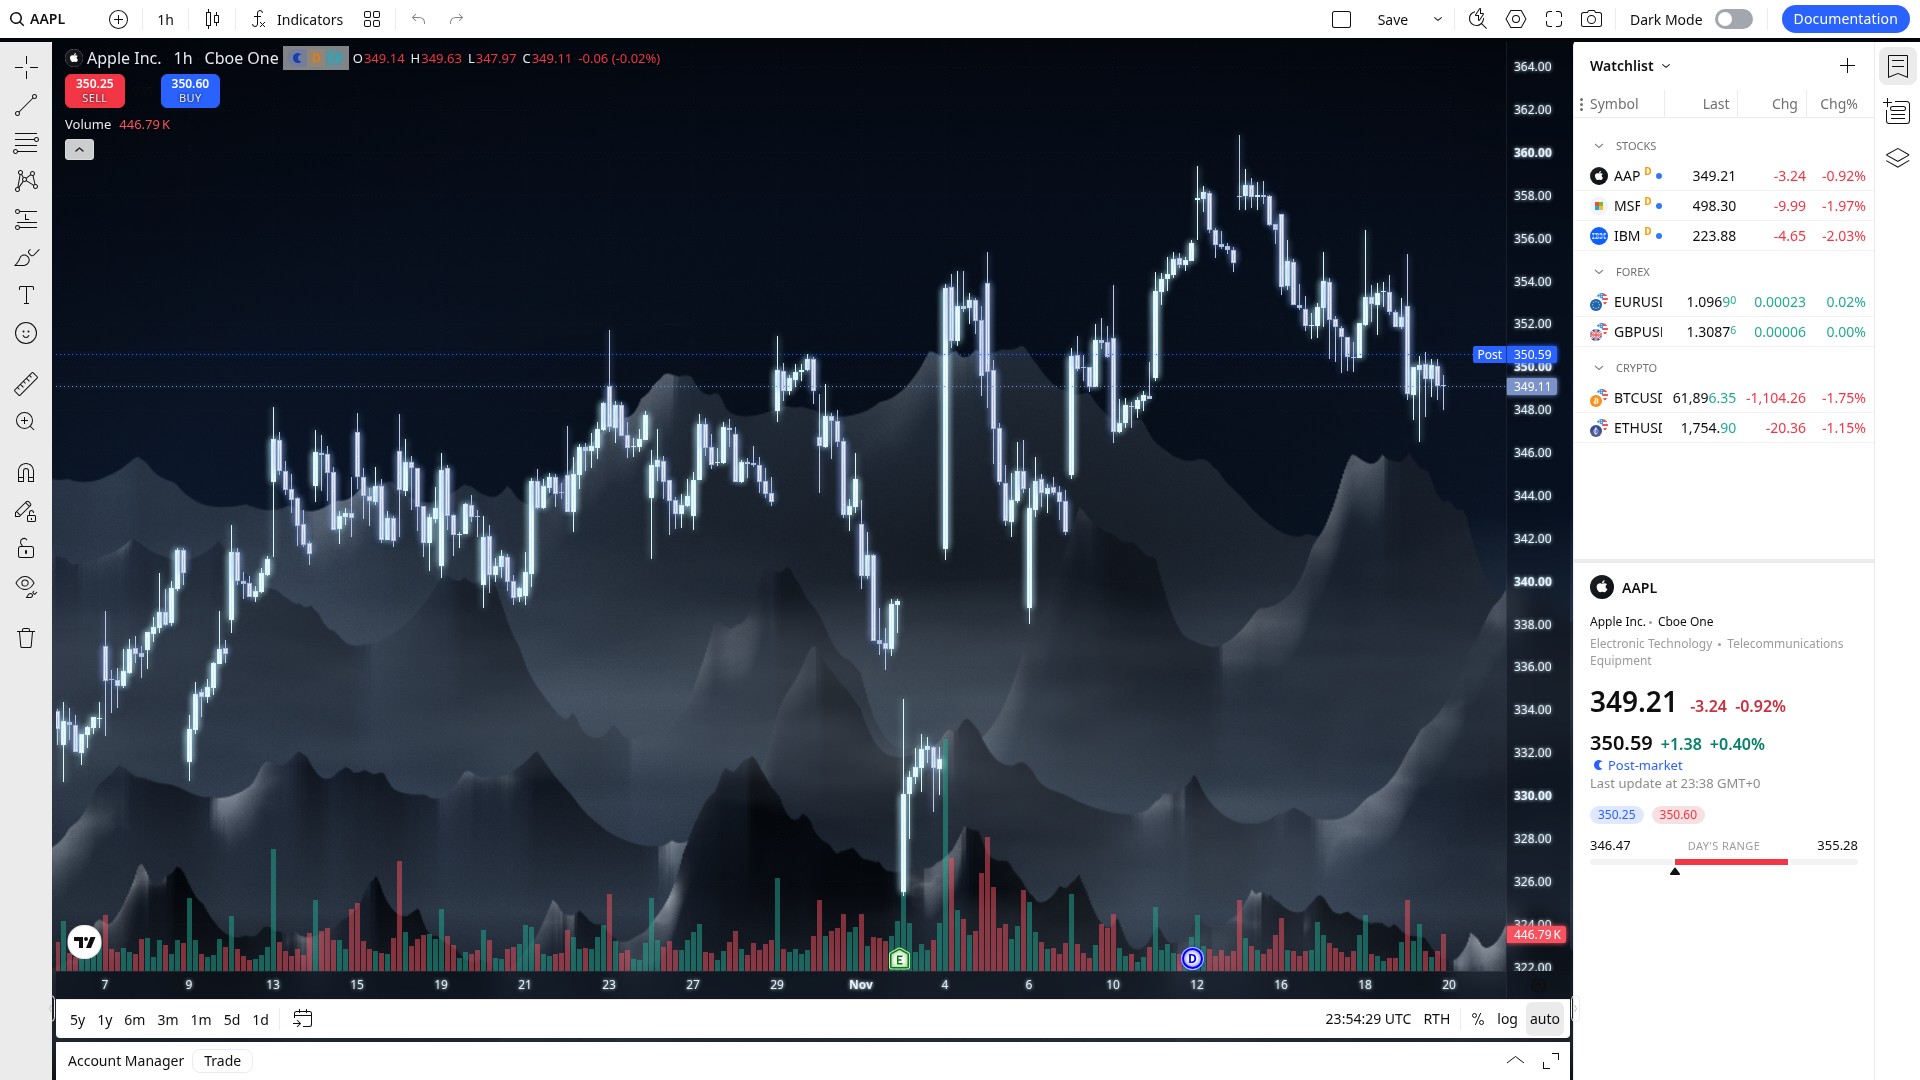 AAPL
1h
Indicators
Save
Dark Mode
Documentation
Apple Inc. 1h Cboe One D O349.14 H349.63 L347.97 C349.11 -0.06 (-0.02%)
350.25
SELL
350.60
BUY
Volume 446.79 K
364.00
362.00
360.00
358.00
356.00
354.00
352.00
Post 350.59
350.00
349.11
348.00
346.00
344.00
342.00
340.00
338.00
336.00
334.00
332.00
330.00
328.00
326.00
324.00
446.79 K
322.00
E
D
7 9 13 15 19 21 23 27 29 Nov 4 6 10 12 16 18 20
5y 1y 6m 3m 1m 5d 1d
23:54:29 UTC RTH % log auto
Account Manager Trade
Watchlist
Symbol Last Chg Chg%
STOCKS
AAP D 349.21 -3.24 -0.92%
MSF D 498.30 -9.99 -1.97%
IBM D 223.88 -4.65 -2.03%
FOREX
EURUSI 1.09690 0.00023 0.02%
GBPUSI 1.30876 0.00006 0.00%
CRYPTO
BTCUSI 61,896.35 -1,104.26 -1.75%
ETHUSI 1,754.90 -20.36 -1.15%
AAPL
Apple Inc. • Cboe One
Electronic Technology • Telecommunications
Equipment
349.21 -3.24 -0.92%
350.59 +1.38 +0.40%
Post-market
Last update at 23:38 GMT+0
350.25 350.60
346.47 DAY'S RANGE 355.28